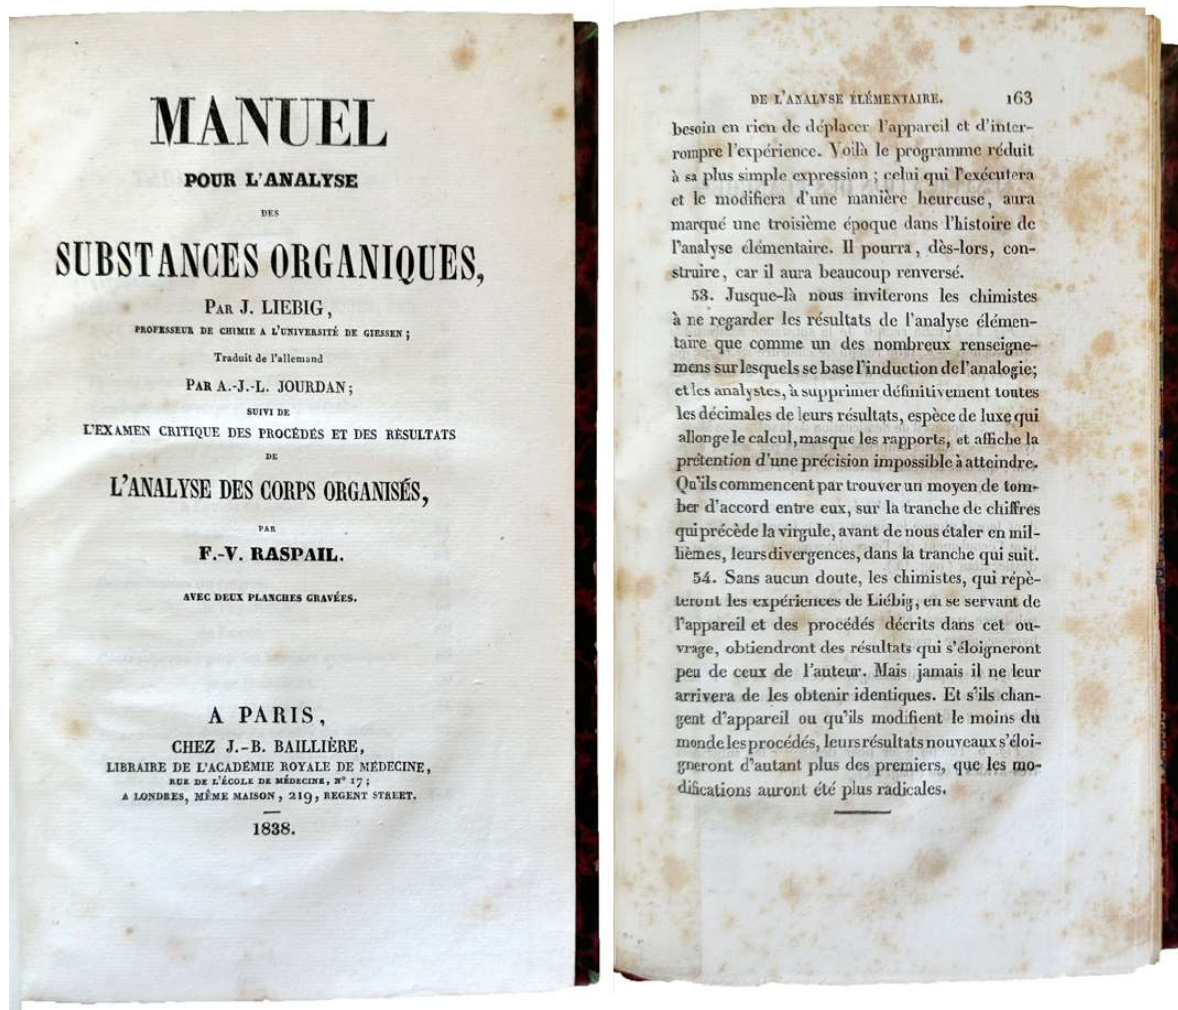 MANUEL
POUR L'ANALYSE
DES
SUBSTANCES ORGANIQUES,
PAR J. LIEBIG,
PROFESSEUR DE CHIMIE A L'UNIVERSITÉ DE GIESSEN;
Traduit de l'allemand
PAR A.-J.-L. JOURDAN;
SUIVI DE
L'EXAMEN CRITIQUE DES PROCÉDÉS ET DES RÉSULTATS
DE
L'ANALYSE DES CORPS ORGANISÉS,
PAR
F.-V. RASPAIL.
AVEC DEUX PLANCHES GRAVÉES.
A PARIS,
CHEZ J.-B. BAILLIÈRE,
LIBRAIRE DE L'ACADÉMIE ROYALE DE MÉDECINE,
RUE DE L'ÉCOLE DE MÉDECINE, N° 17;
A LONDRES, MÊME MAISON, 219, REGENT STREET.
1838.
DE L'ANALYSE ÉLÉMENTAIRE. 163
besoin en rien de déplacer l'appareil et d'inter-
rompre l'expérience. Voilà le programme réduit
à sa plus simple expression; celui qui l'exécutera
et le modifiera d'une manière heureuse, aura
marqué une troisième époque dans l'histoire de
l'analyse élémentaire. Il pourra, dès-lors, con-
struire, car il aura beaucoup renversé.
53. Jusque-là nous inviterons les chimistes
à ne regarder les résultats de l'analyse élémen-
taire que comme un des nombreux renseigne-
mens sur lesquels se base l'induction de l'analogie;
et les analystes, à supprimer définitivement toutes
les décimales de leurs résultats, espèce de luxe qui
allonge le calcul, masque les rapports, et affiche la
prétention d'une précision impossible à atteindre.
Qu'ils commencent par trouver un moyen de tom-
ber d'accord entre eux, sur la tranche de chiffres
qui précède la virgule, avant de nous étaler en mil-
lièmes, leurs divergences, dans la tranche qui suit.
54. Sans aucun doute, les chimistes, qui répè-
teront les expériences de Liébig, en se servant de
l'appareil et des procédés décrits dans cet ou-
vrage, obtiendront des résultats qui s'éloigneront
peu de ceux de l'auteur. Mais jamais il ne leur
arrivera de les obtenir identiques. Et s'ils chan-
gent d'appareil ou qu'ils modifient le moins du
monde les procédés, leurs résultats nouveaux s'éloi-
gneront d'autant plus des premiers, que les mo-
difications auront été plus radicales.